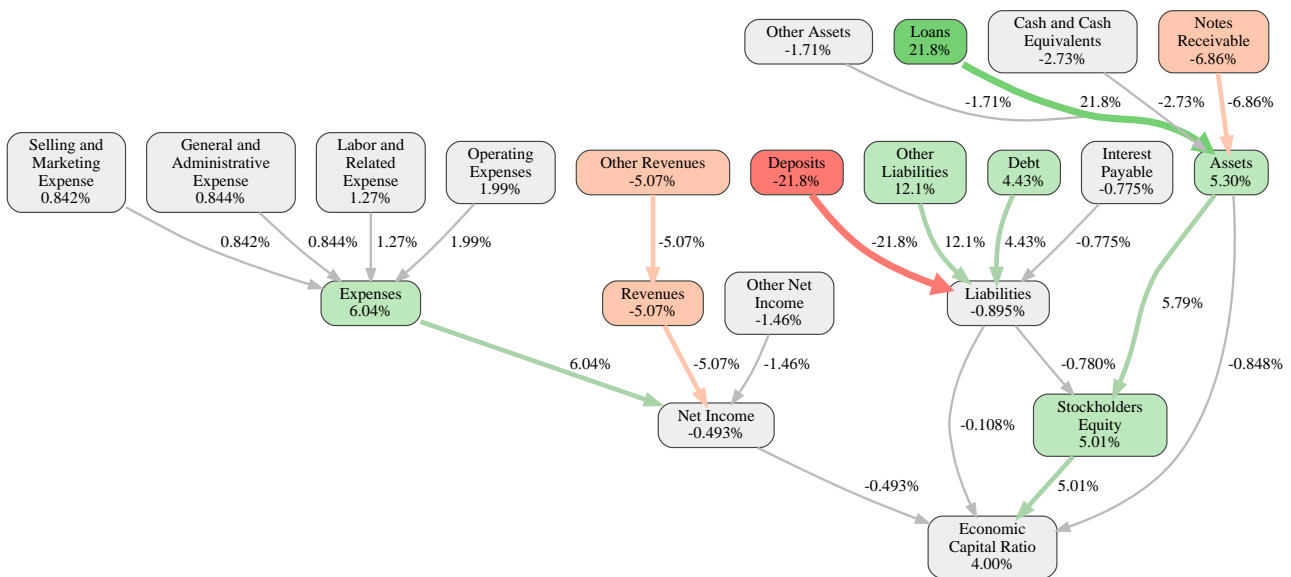 Other Assets
-1.71%
Loans
21.8%
Cash and Cash
Equivalents
-2.73%
Notes
Receivable
-6.86%
-1.71%
21.8%
-2.73%
-6.86%
Selling and
Marketing
Expense
0.842%
General and
Administrative
Expense
0.844%
Labor and
Related
Expense
1.27%
Operating
Expenses
1.99%
Other Revenues
-5.07%
Deposits
-21.8%
Other
Liabilities
12.1%
Debt
4.43%
Interest
Payable
-0.775%
Assets
5.30%
0.842%
0.844%
1.27%
1.99%
-5.07%
-21.8%
12.1%
4.43%
-0.775%
Expenses
6.04%
Revenues
-5.07%
Other Net
Income
-1.46%
Liabilities
-0.895%
5.79%
6.04%
-5.07%
-1.46%
-0.780%
-0.848%
Net Income
-0.493%
-0.108%
Stockholders
Equity
5.01%
-0.493%
5.01%
Economic
Capital Ratio
4.00%